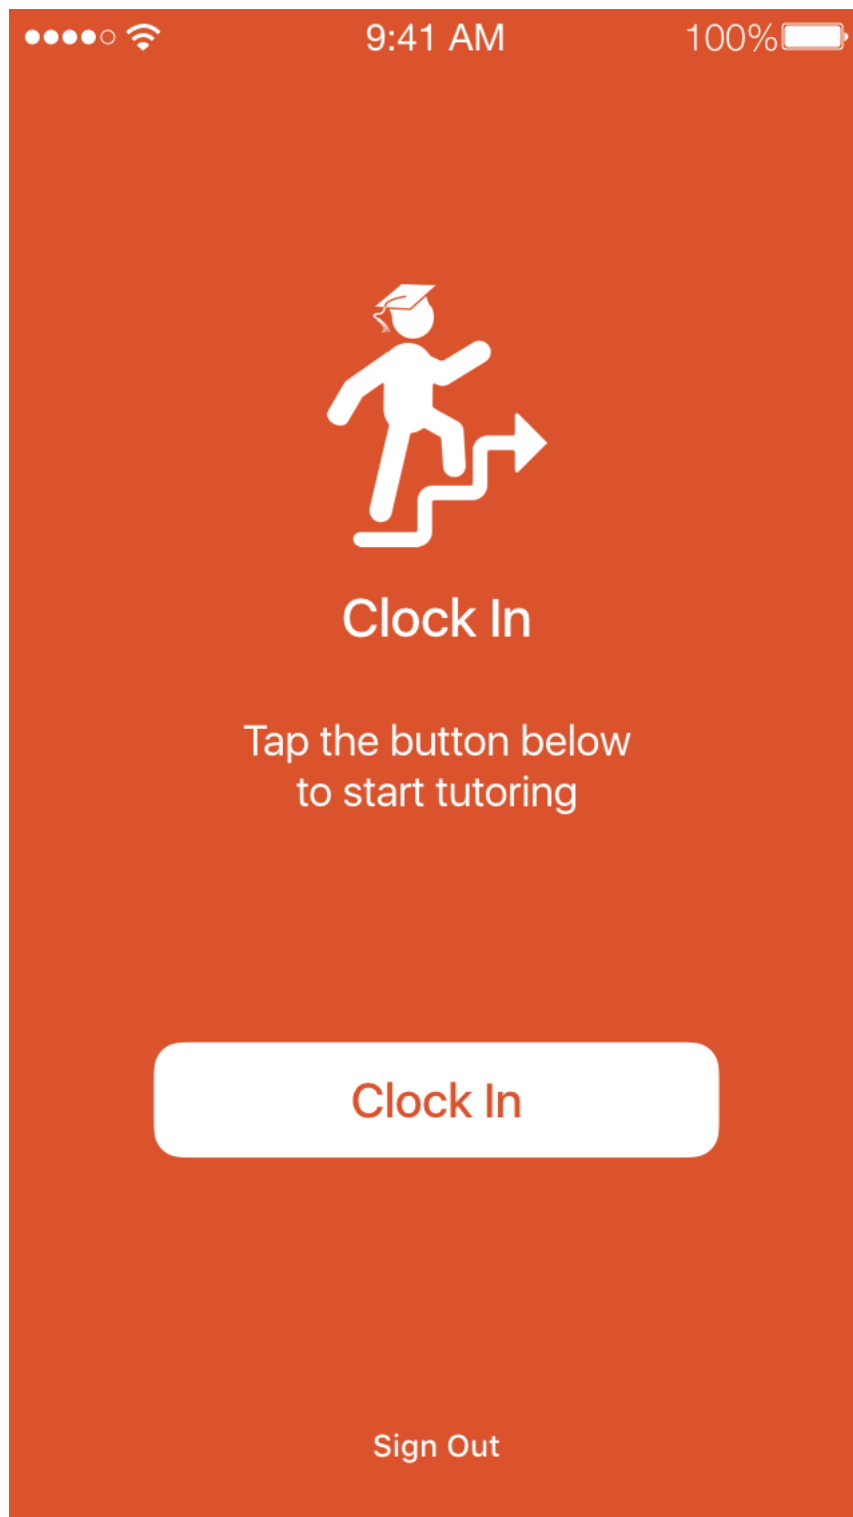 9:41 AM
100%
Clock In
Tap the button below
to start tutoring
Clock In
Sign Out